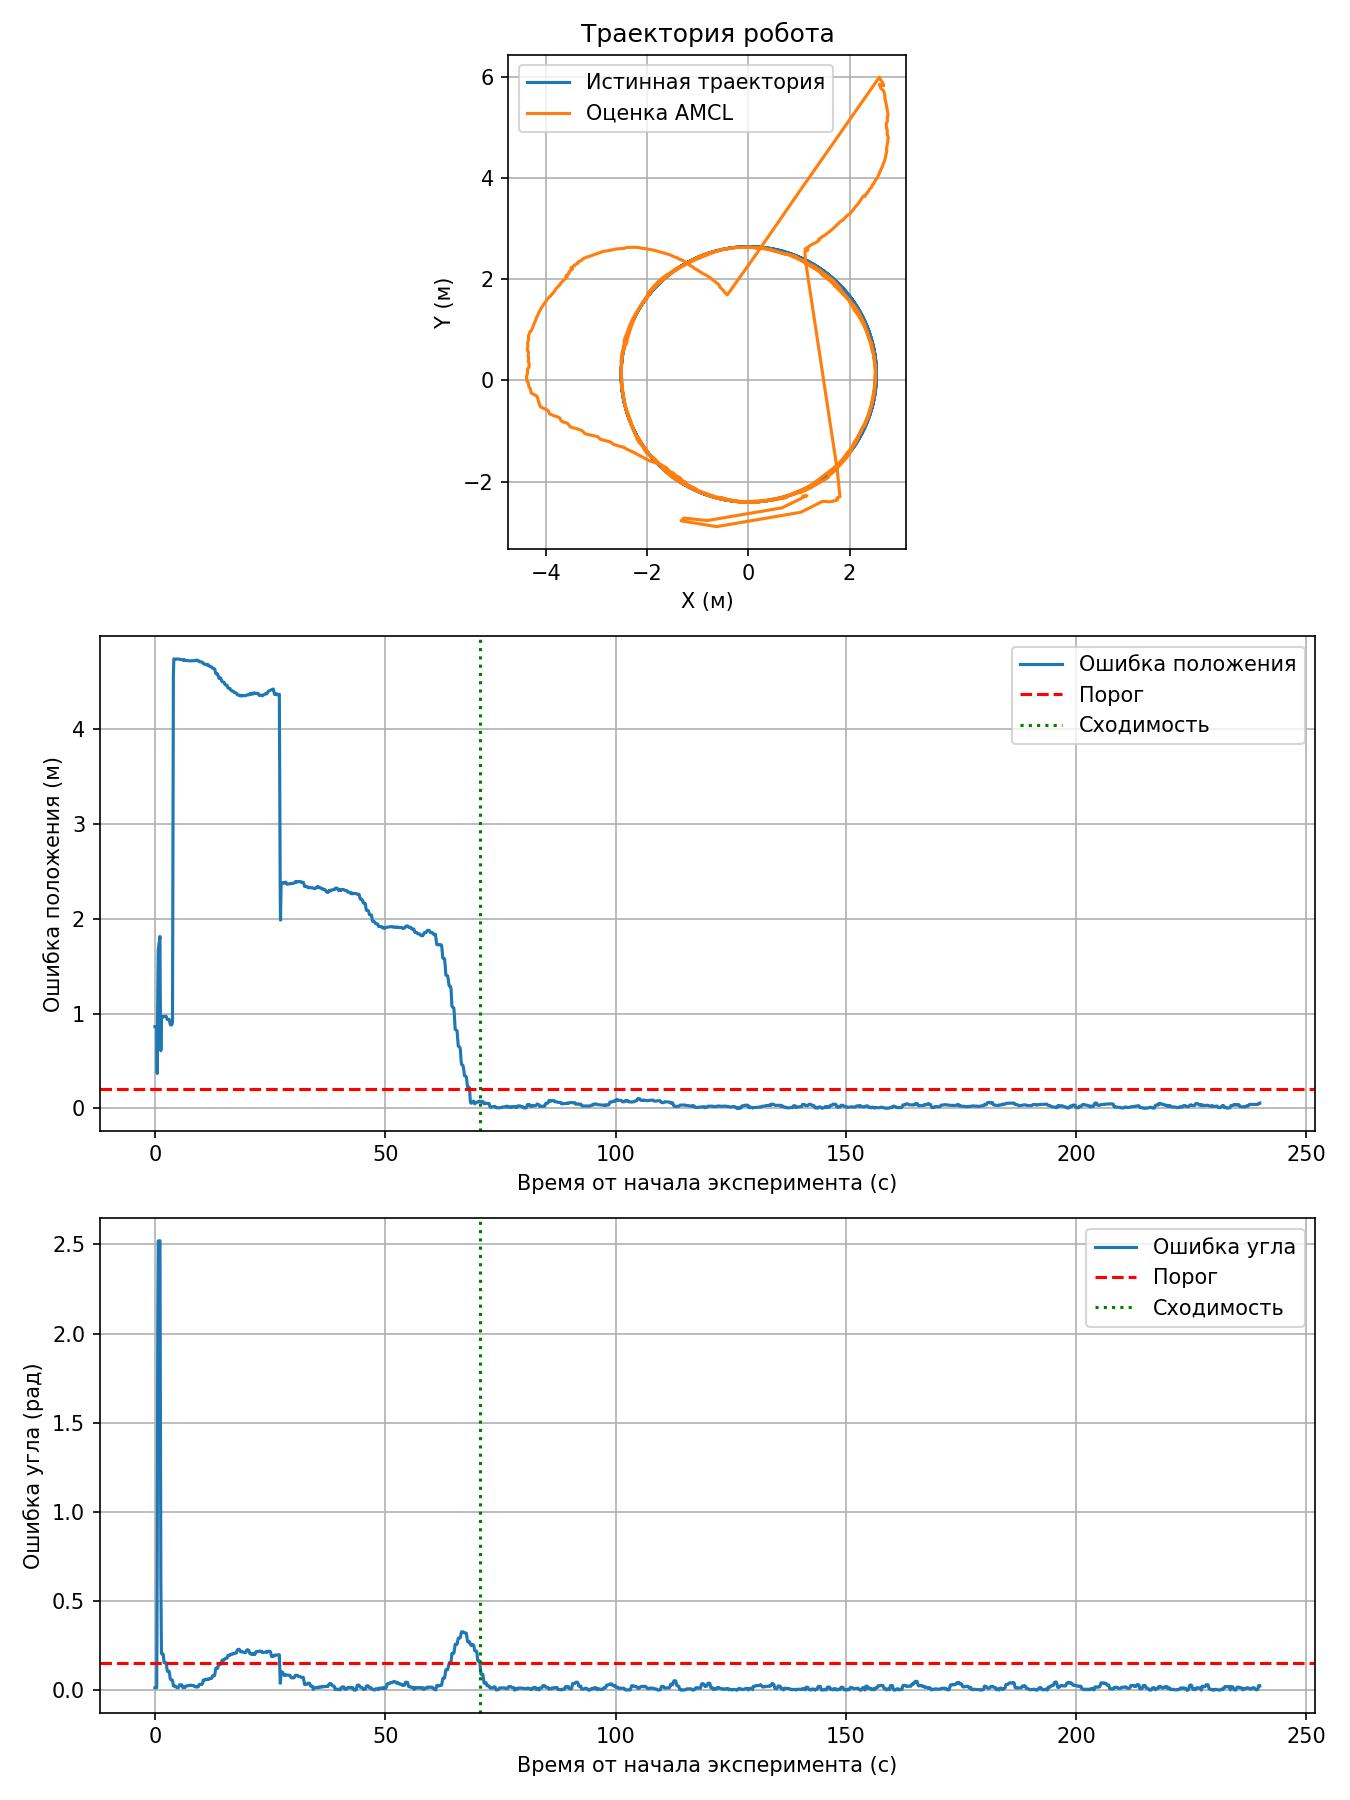 Траектория робота
Истинная траектория
Оценка AMCL
6
4
2
0
−2
Y (м)
−4
−2
0
2
X (м)
Ошибка положения
Порог
Сходимость
4
3
2
1
0
Ошибка положения (м)
0
50
100
150
200
250
Время от начала эксперимента (с)
Ошибка угла
Порог
Сходимость
2.5
2.0
1.5
1.0
0.5
0.0
Ошибка угла (рад)
0
50
100
150
200
250
Время от начала эксперимента (с)